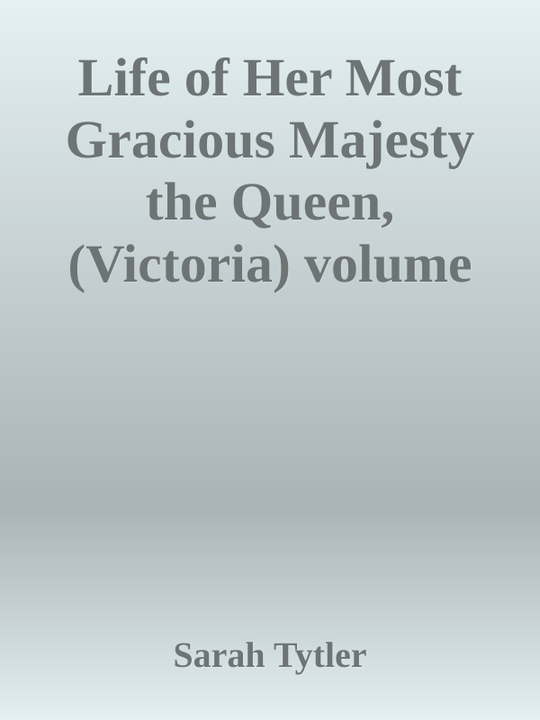 Life of Her Most
Gracious Majesty
the Queen,
(Victoria) volume
Sarah Tytler